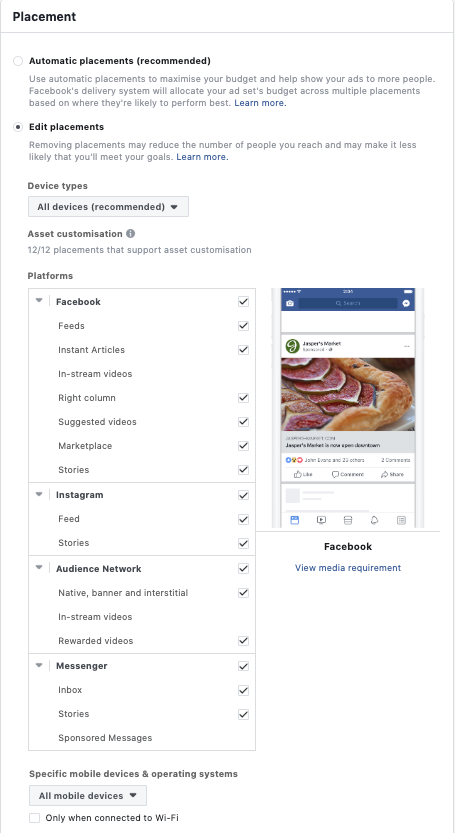 Placement
Automatic placements (recommended)
Use automatic placements to maximise your budget and help show your ads to more people.
Facebook's delivery system will allocate your ad set's budget across multiple placements
based on where they're likely to perform best. Learn more.
Edit placements
Removing placements may reduce the number of people you reach and may make it less
likely that you'll meet your goals. Learn more.
Device types
All devices (recommended)
Asset customisation
12/12 placements that support asset customisation
Platforms
Facebook
Feeds
Instant Articles
In-stream videos
Right column
Suggested videos
Marketplace
Stories
Instagram
Feed
Stories
Audience Network
Native, banner and interstitial
In-stream videos
Rewarded videos
Messenger
Inbox
Stories
Sponsored Messages
Search
Jasper's Market
Sponsored
Jasper's Market is now open downtown
John Evans and 23 others 2 Comments
Like Comment Share
Facebook
View media requirement
Specific mobile devices & operating systems
All mobile devices
Only when connected to Wi-Fi